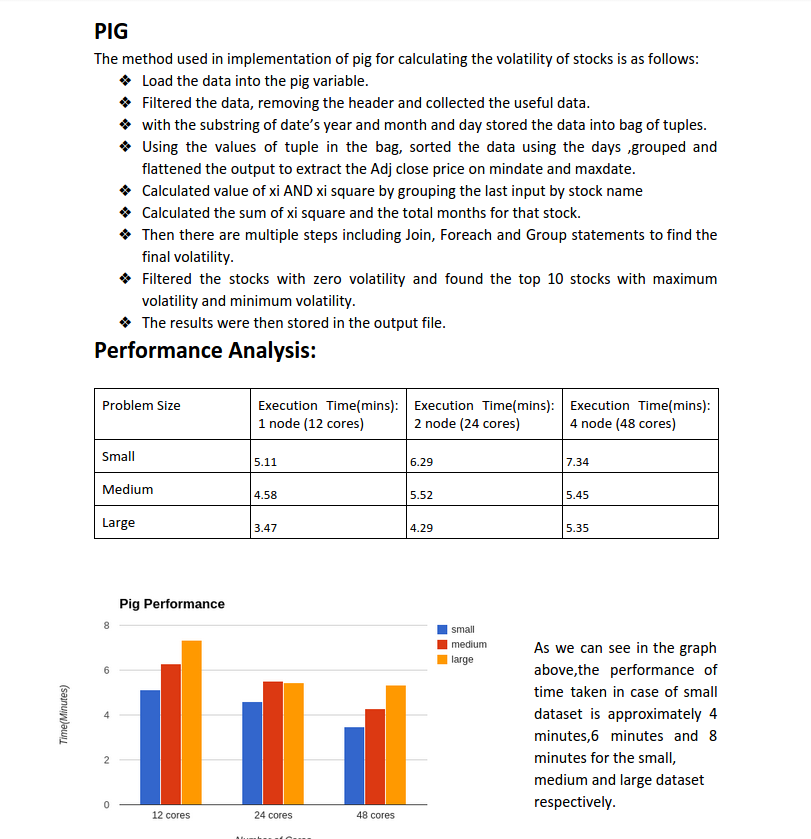 PIG
The method used in implementation of pig for calculating the volatility of stocks is as follows:
❖ Load the data into the pig variable.
❖ Filtered the data, removing the header and collected the useful data.
❖ with the substring of date's year and month and day stored the data into bag of tuples.
❖ Using the values of tuple in the bag, sorted the data using the days ,grouped and
flattened the output to extract the Adj close price on mindate and maxdate.
❖ Calculated value of xi AND xi square by grouping the last input by stock name
❖ Calculated the sum of xi square and the total months for that stock.
❖ Then there are multiple steps including Join, Foreach and Group statements to find the
final volatility.
❖ Filtered the stocks with zero volatility and found the top 10 stocks with maximum
volatility and minimum volatility.
❖ The results were then stored in the output file.
Performance Analysis:
Problem Size
Execution Time(mins):
1 node (12 cores)
Execution Time(mins):
2 node (24 cores)
Execution Time(mins):
4 node (48 cores)
Small
5.11
6.29
7.34
Medium
4.58
5.52
5.45
Large
3.47
4.29
5.35
Pig Performance
8
6
4
2
0
Time(Minutes)
12 cores
24 cores
48 cores
small
medium
large
As we can see in the graph
above,the performance of
time taken in case of small
dataset is approximately 4
minutes,6 minutes and 8
minutes for the small,
medium and large dataset
respectively.